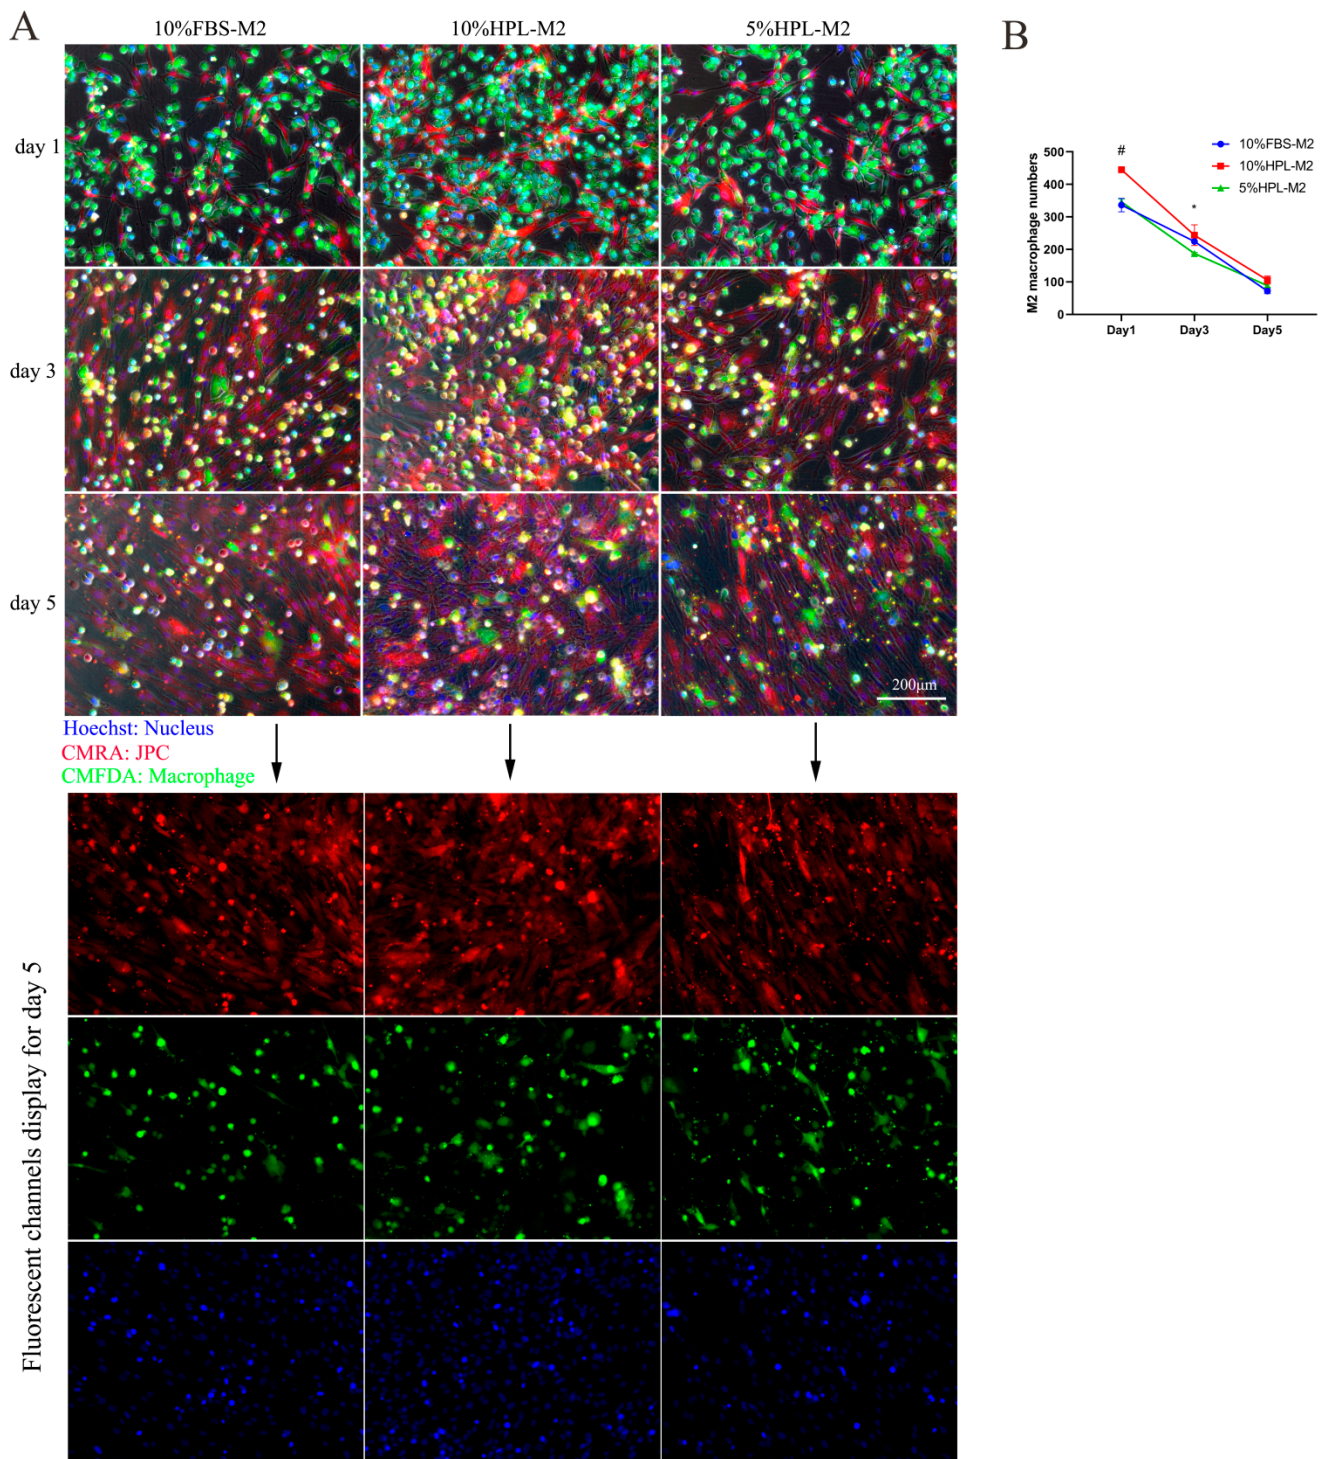 A
10%FBS-M2
10%HPL-M2
5%HPL-M2
day 1
day 3
day 5
200μm
Hoechst: Nucleus
CMRA: JPC
CMFDA: Macrophage
Fluorescent channels display for day 5
B
10%FBS-M2
10%HPL-M2
5%HPL-M2
M2 macrophage numbers
500
400
300
200
100
0
#
*
Day1
Day3
Day5